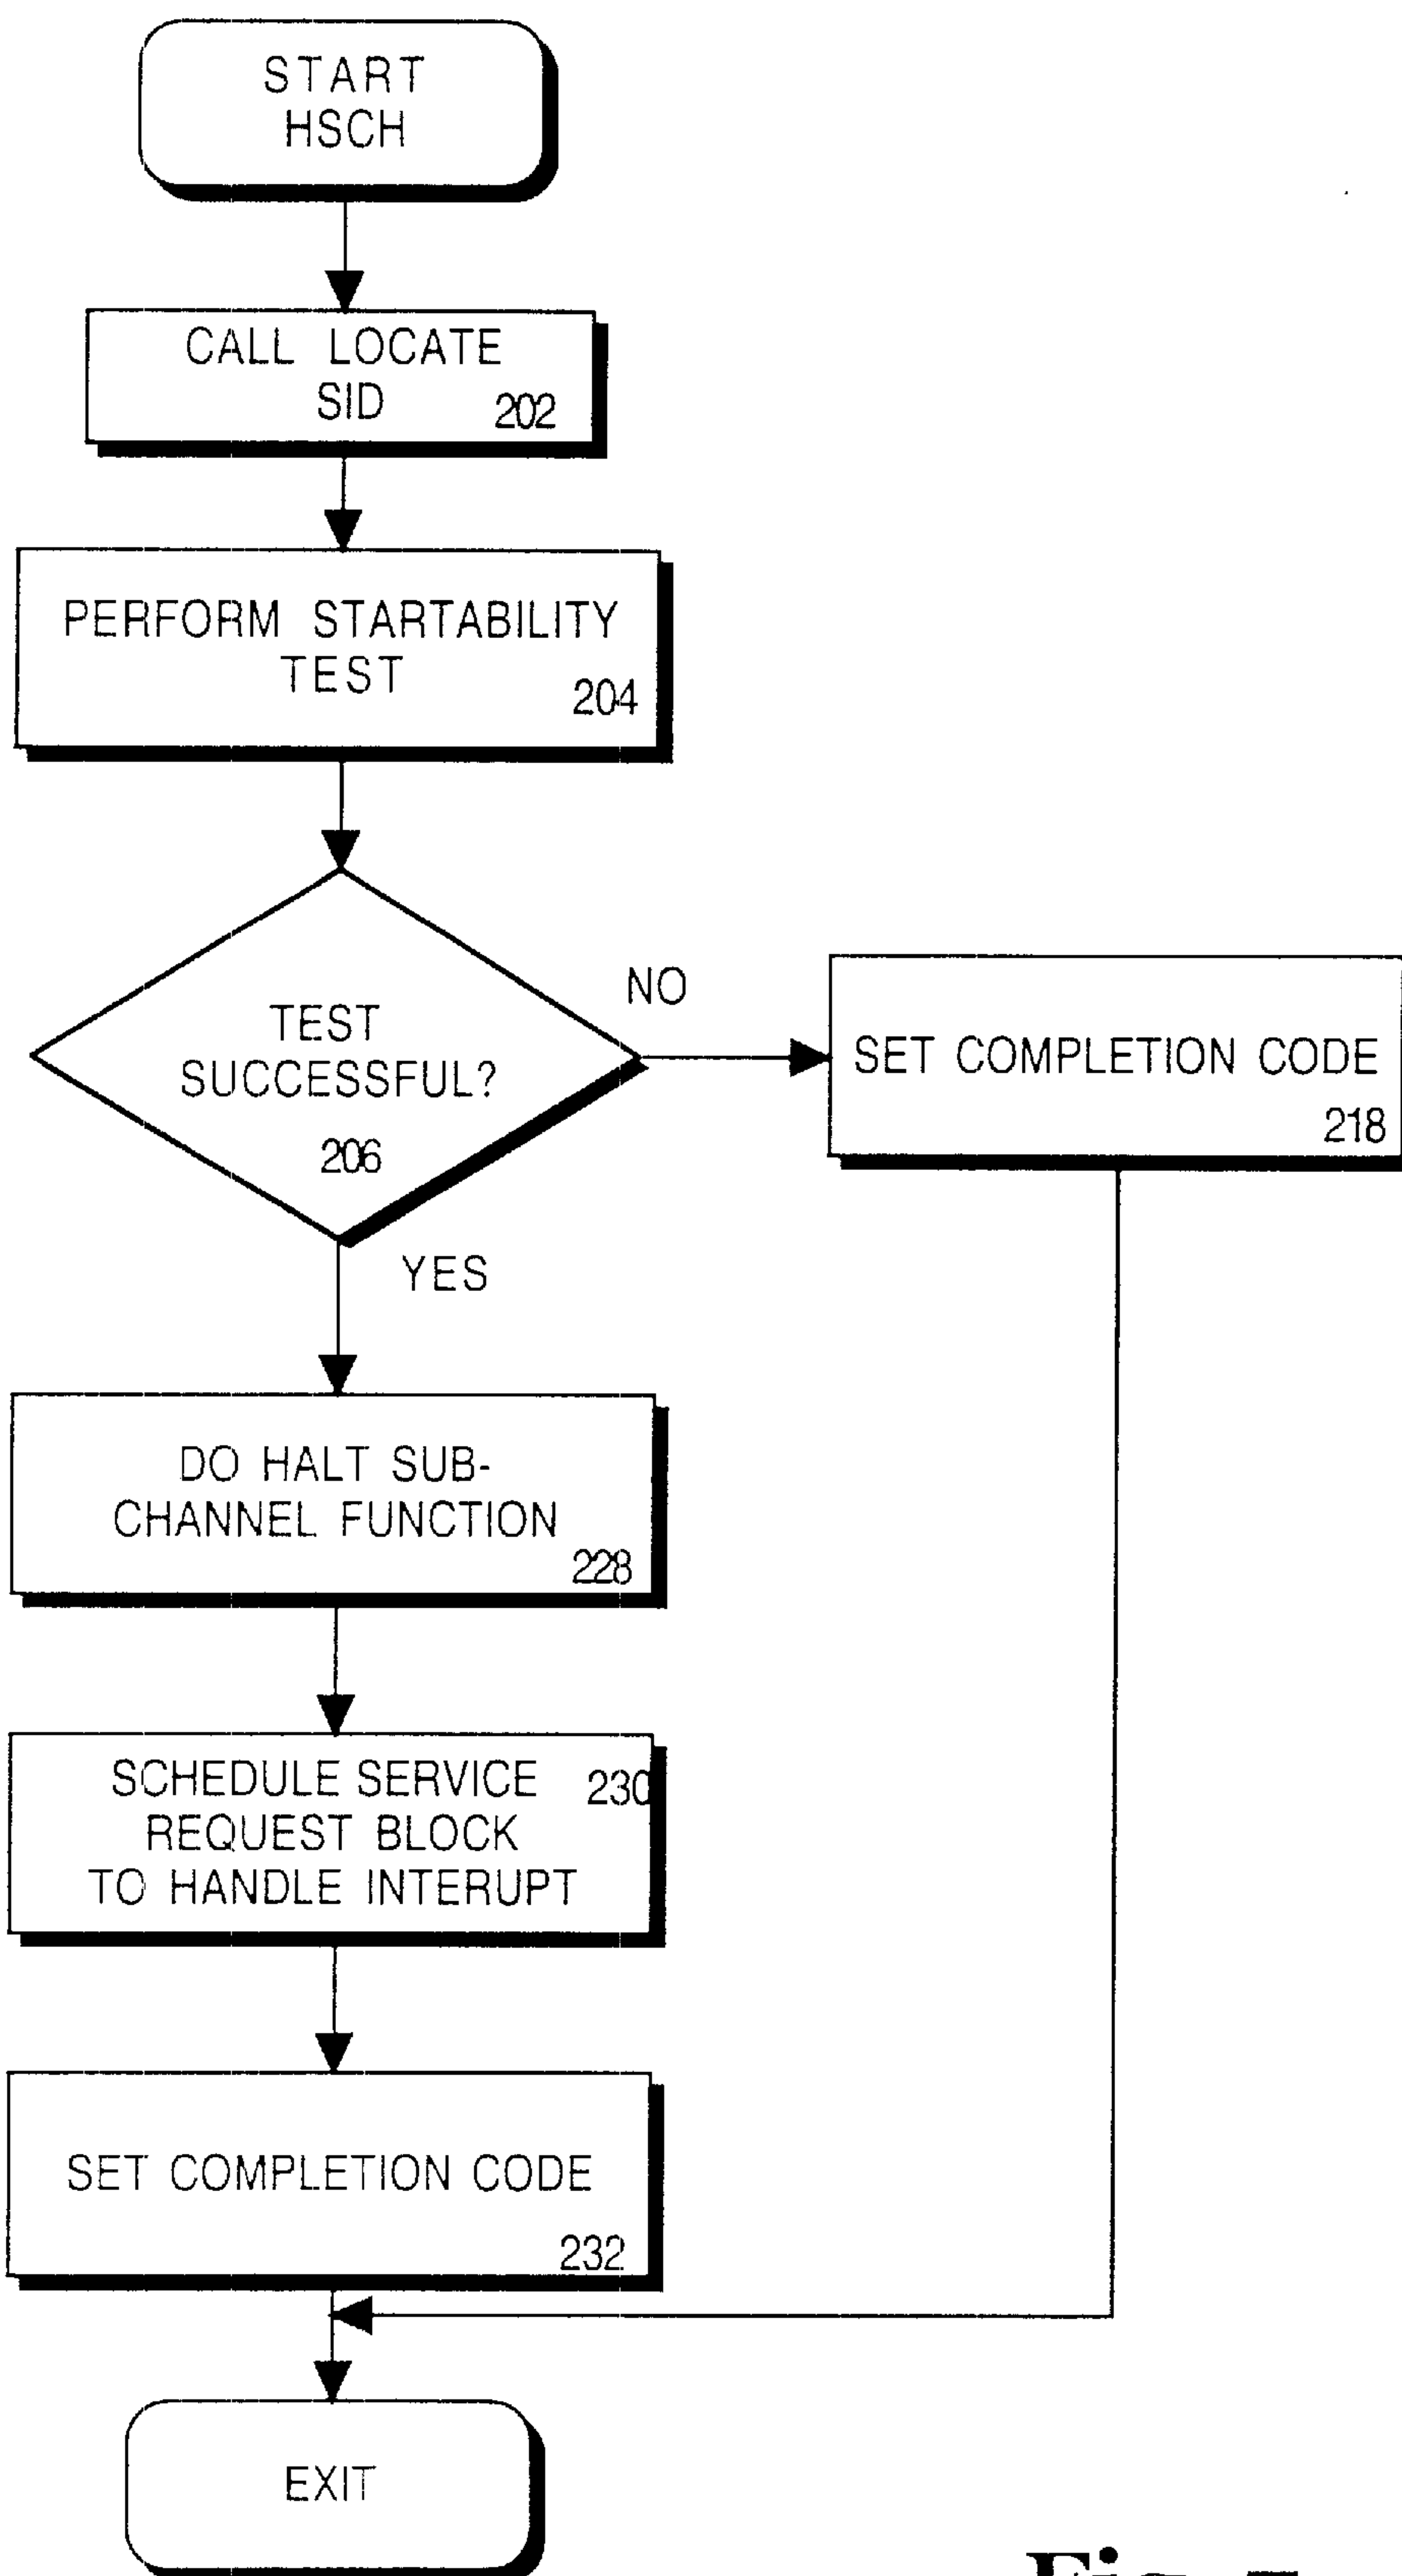 START
HSCH
CALL LOCATE
SID 202
PERFORM STARTABILITY
TEST 204
TEST
SUCCESSFUL?
206
NO
SET COMPLETION CODE
218
YES
DO HALT SUB-
CHANNEL FUNCTION
228
SCHEDULE SERVICE 230
REQUEST BLOCK
TO HANDLE INTERUPT
SET COMPLETION CODE
232
EXIT